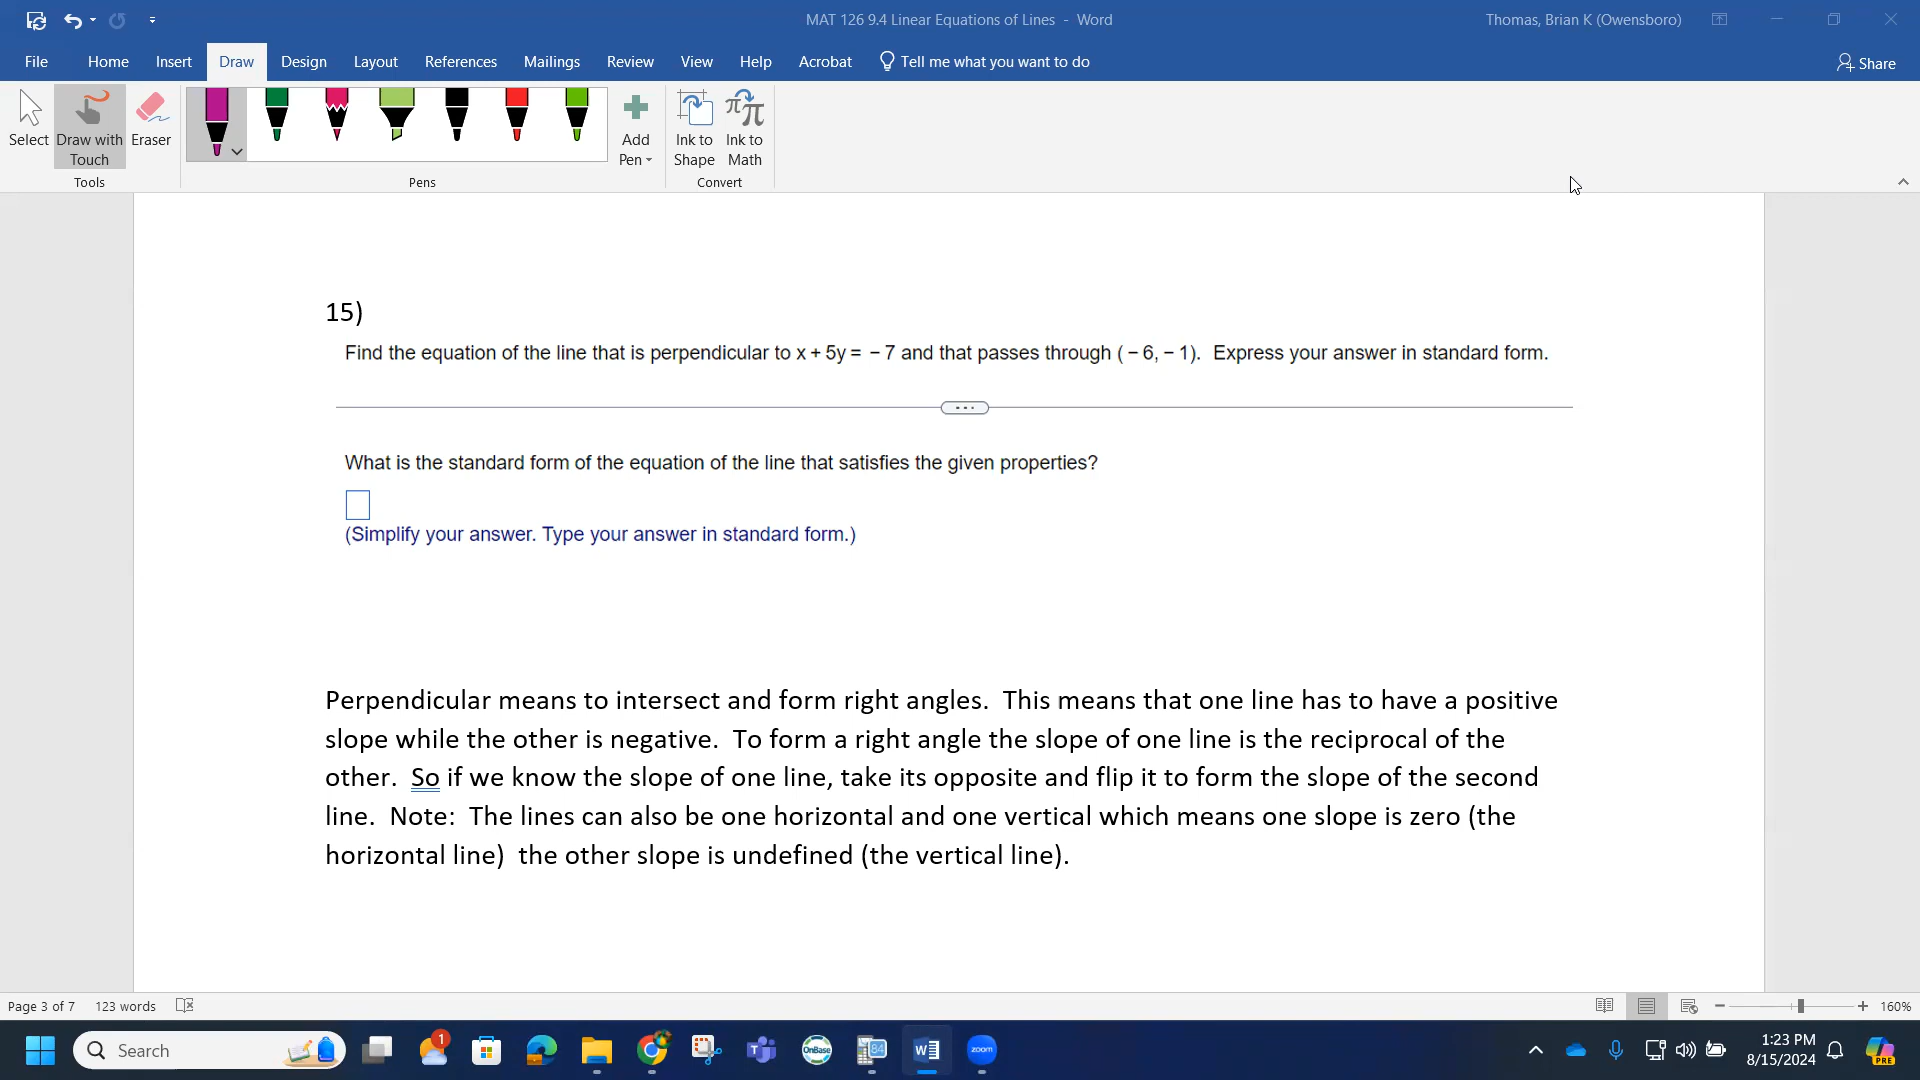 MAT 126 9.4 Linear Equations of Lines - Word
Thomas, Brian K (Owensboro)
File Home Insert Draw Design Layout References Mailings Review View Help Acrobat Tell me what you want to do Share
Select Draw with Touch Eraser Add Pen Ink to Shape Ink to Math
Tools Pens Convert
15)
Find the equation of the line that is perpendicular to x + 5y = − 7 and that passes through ( − 6, − 1). Express your answer in standard form.
What is the standard form of the equation of the line that satisfies the given properties?
(Simplify your answer. Type your answer in standard form.)
Perpendicular means to intersect and form right angles. This means that one line has to have a positive
slope while the other is negative. To form a right angle the slope of one line is the reciprocal of the
other. So if we know the slope of one line, take its opposite and flip it to form the slope of the second
line. Note: The lines can also be one horizontal and one vertical which means one slope is zero (the
horizontal line) the other slope is undefined (the vertical line).
Page 3 of 7 123 words 160%
Search 1 OnBase 84 zoom 1:23 PM
8/15/2024 PRE